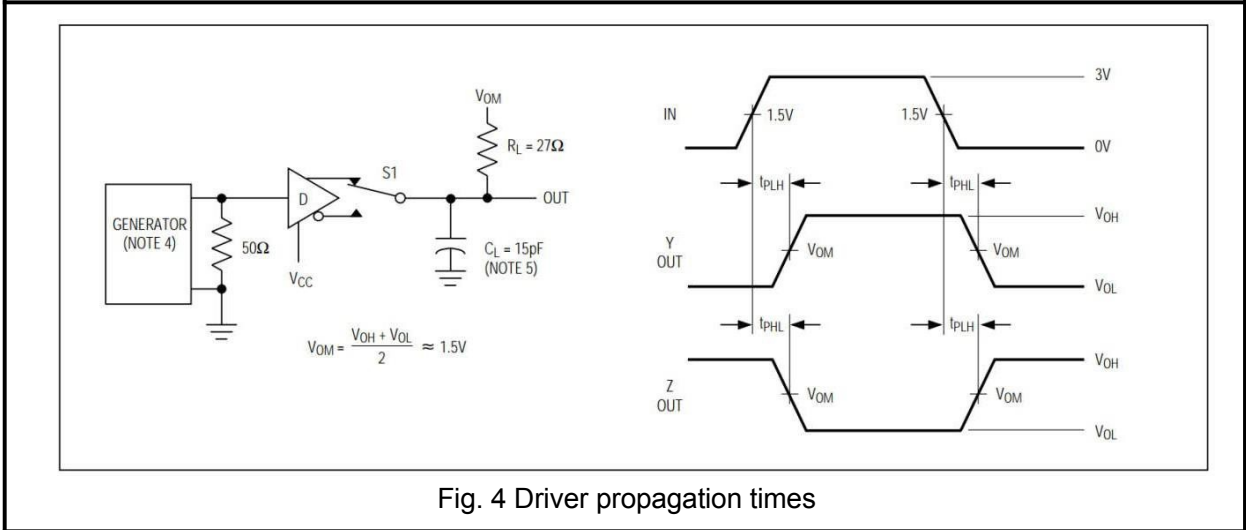 GENERATOR
(NOTE 4)
50Ω
D
VCC
S1
VOM
RL = 27Ω
OUT
CL = 15pF
(NOTE 5)
VOM = VOH + VOL / 2 ≈ 1.5V
IN
1.5V
1.5V
3V
0V
tPLH
tPHL
Y
OUT
VOM
VOM
VOH
VOL
tPHL
tPLH
Z
OUT
VOM
VOM
VOH
VOL
Fig. 4 Driver propagation times